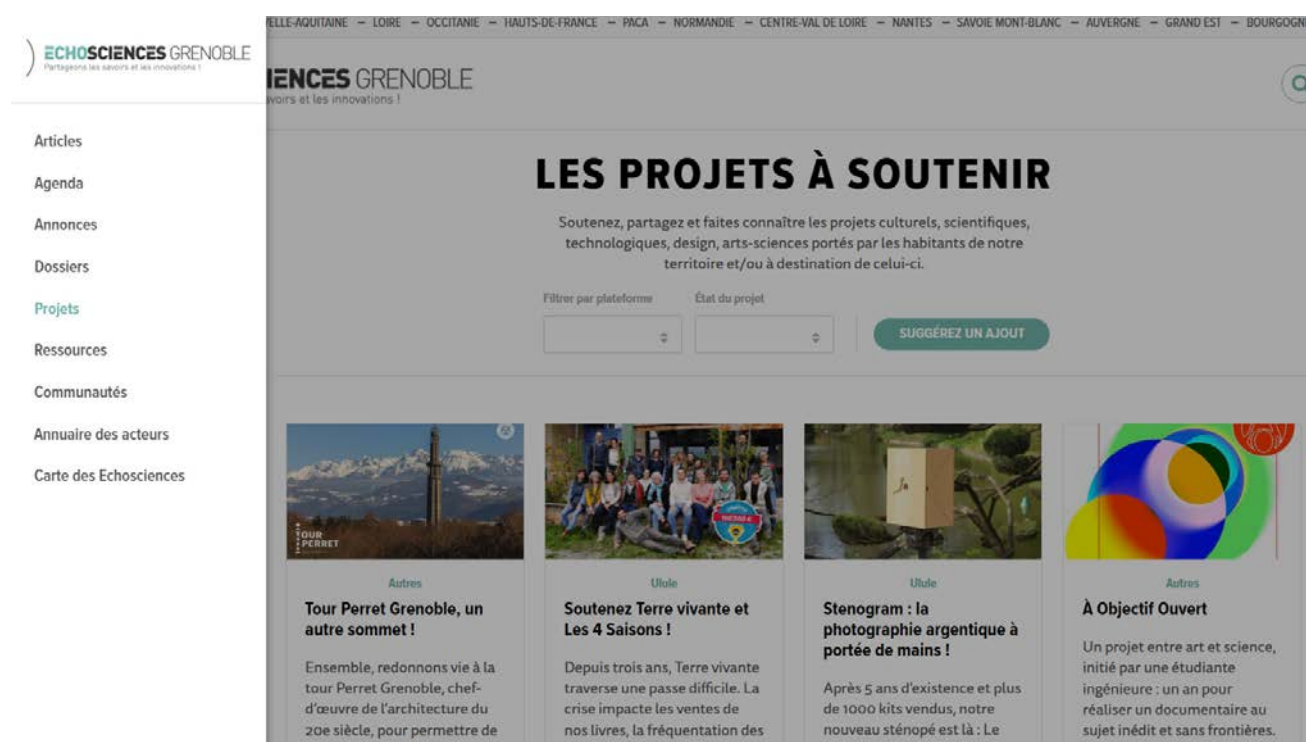 ECHOSCIENCES GRENOBLE
Partageons les savoirs et les innovations !
Articles
Agenda
Annonces
Dossiers
Projets
Ressources
Communautés
Annuaire des acteurs
Carte des Echosciences
ELLE-AQUITAINE — LOIRE — OCCITANIE — HAUTS-DE-FRANCE — PACA — NORMANDIE — CENTRE-VAL DE LOIRE — NANTES — SAVOIE MONT-BLANC — AUVERGNE — GRAND EST — BOURGOGN
IENCES GRENOBLE
avoirs et les innovations !
LES PROJETS À SOUTENIR
Soutenez, partagez et faites connaître les projets culturels, scientifiques,
technologiques, design, arts-sciences portés par les habitants de notre
territoire et/ou à destination de celui-ci.
Filtrer par plateforme
État du projet
SUGGÉREZ UN AJOUT
OUR
PERRET
Autres
Tour Perret Grenoble, un
autre sommet !
Ensemble, redonnons vie à la
tour Perret Grenoble, chef-
d'œuvre de l'architecture du
20e siècle, pour permettre de
Ulule
Soutenez Terre vivante et
Les 4 Saisons !
Depuis trois ans, Terre vivante
traverse une passe difficile. La
crise impacte les ventes de
nos livres, la fréquentation des
Ulule
Stenogram : la
photographie argentique à
portée de mains !
Après 5 ans d'existence et plus
de 1000 kits vendus, notre
nouveau sténopé est là : Le
Autres
À Objectif Ouvert
Un projet entre art et science,
initié par une étudiante
ingénieure : un an pour
réaliser un documentaire au
sujet inédit et sans frontières.